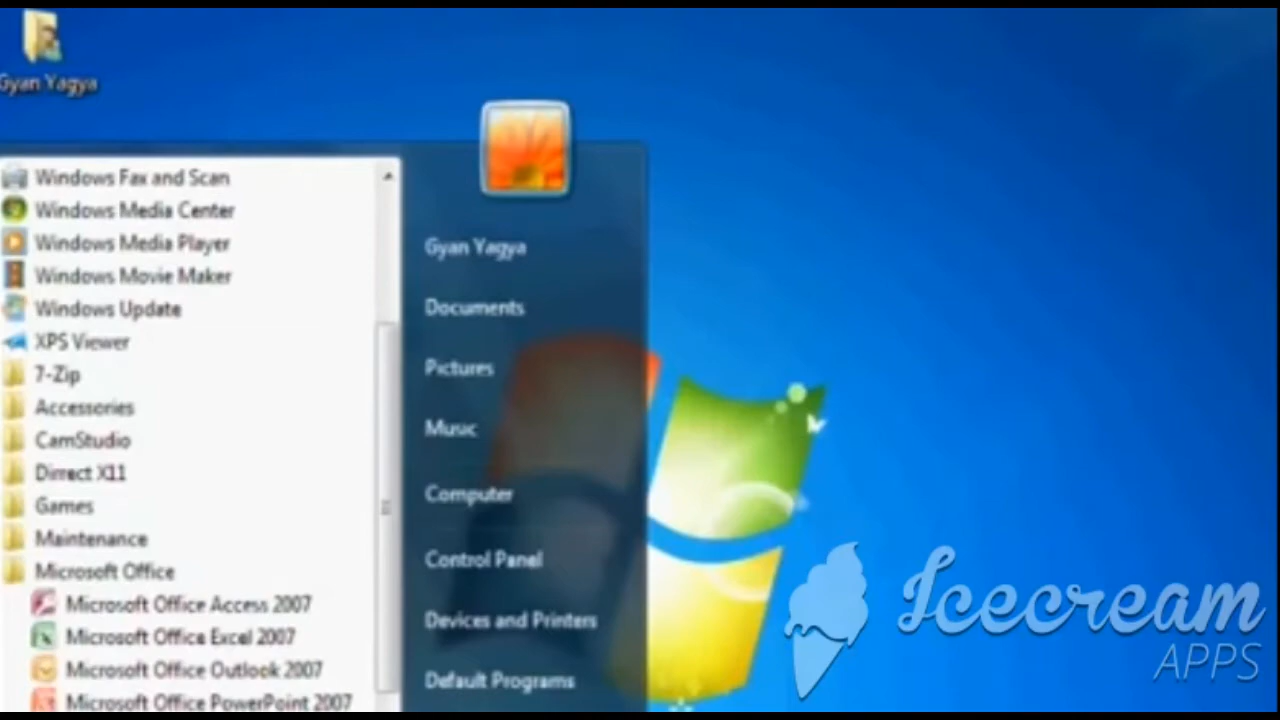 Gyan Yagya
Windows Fax and Scan
Windows Media Center
Windows Media Player
Windows Movie Maker
Windows Update
XPS Viewer
7-Zip
Accessories
CamStudio
Dirrect X11
Games
Maintenance
Microsoft Office
Microsoft Office Access 2007
Microsoft Office Excel 2007
Microsoft Office Outlook 2007
Microsoft Office PowerPoint 2007
Gyan Yagya
Documents
Pictures
Music
Computer
Control Panel
Devices and Printers
Default Programs
Icecream
APPS